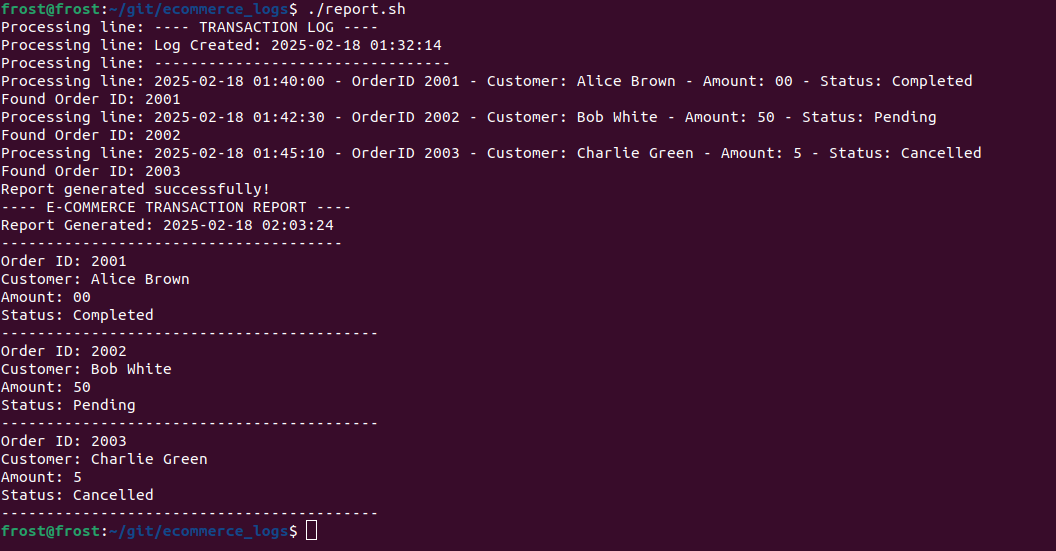 frost@frost:~/git/ecommerce_logs$ ./report.sh
Processing line: ---- TRANSACTION LOG ----
Processing line: Log Created: 2025-02-18 01:32:14
Processing line: ---------------------------------
Processing line: 2025-02-18 01:40:00 - OrderID 2001 - Customer: Alice Brown - Amount: 00 - Status: Completed
Found Order ID: 2001
Processing line: 2025-02-18 01:42:30 - OrderID 2002 - Customer: Bob White - Amount: 50 - Status: Pending
Found Order ID: 2002
Processing line: 2025-02-18 01:45:10 - OrderID 2003 - Customer: Charlie Green - Amount: 5 - Status: Cancelled
Found Order ID: 2003
Report generated successfully!
---- E-COMMERCE TRANSACTION REPORT ----
Report Generated: 2025-02-18 02:03:24
--------------------------------------
Order ID: 2001
Customer: Alice Brown
Amount: 00
Status: Completed
------------------------------------------
Order ID: 2002
Customer: Bob White
Amount: 50
Status: Pending
------------------------------------------
Order ID: 2003
Customer: Charlie Green
Amount: 5
Status: Cancelled
------------------------------------------
frost@frost:~/git/ecommerce_logs$